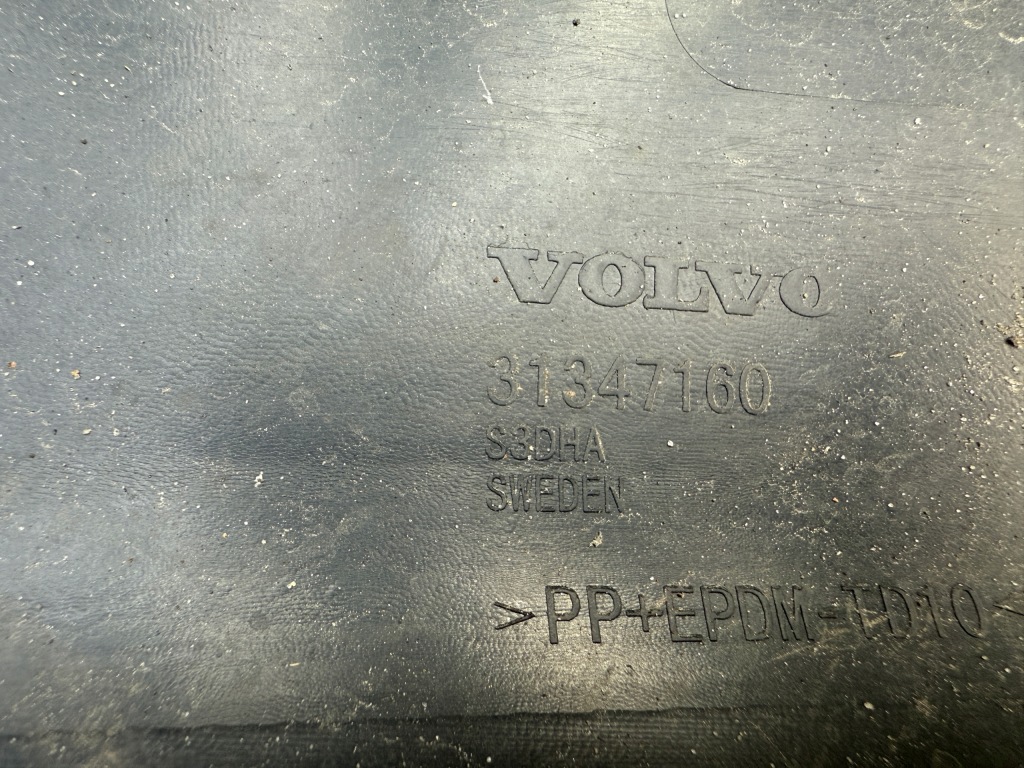 VOLVO
31347160
S3DHA
SWEDEN
>PP+EPDM-TD10<